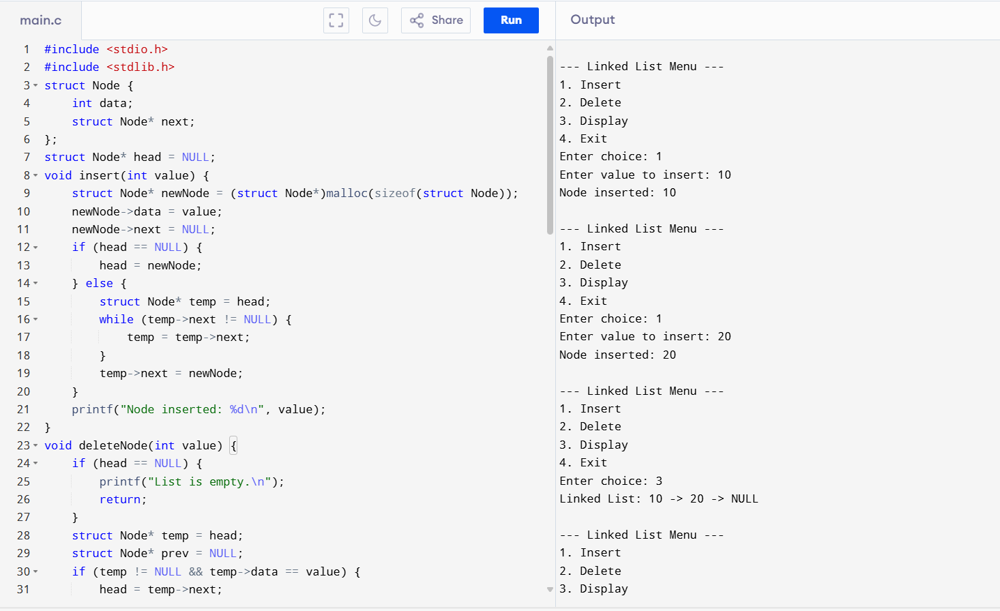 main.c
Share
Run
Output
1 #include <stdio.h>
2 #include <stdlib.h>
3 struct Node {
4     int data;
5     struct Node* next;
6 };
7 struct Node* head = NULL;
8 void insert(int value) {
9     struct Node* newNode = (struct Node*)malloc(sizeof(struct Node));
10     newNode->data = value;
11     newNode->next = NULL;
12     if (head == NULL) {
13         head = newNode;
14     } else {
15         struct Node* temp = head;
16         while (temp->next != NULL) {
17             temp = temp->next;
18         }
19         temp->next = newNode;
20     }
21     printf("Node inserted: %d\n", value);
22 }
23 void deleteNode(int value) {
24     if (head == NULL) {
25         printf("List is empty.\n");
26         return;
27     }
28     struct Node* temp = head;
29     struct Node* prev = NULL;
30     if (temp != NULL && temp->data == value) {
31         head = temp->next;
--- Linked List Menu ---
1. Insert
2. Delete
3. Display
4. Exit
Enter choice: 1
Enter value to insert: 10
Node inserted: 10
--- Linked List Menu ---
1. Insert
2. Delete
3. Display
4. Exit
Enter choice: 1
Enter value to insert: 20
Node inserted: 20
--- Linked List Menu ---
1. Insert
2. Delete
3. Display
4. Exit
Enter choice: 3
Linked List: 10 -> 20 -> NULL
--- Linked List Menu ---
1. Insert
2. Delete
3. Display